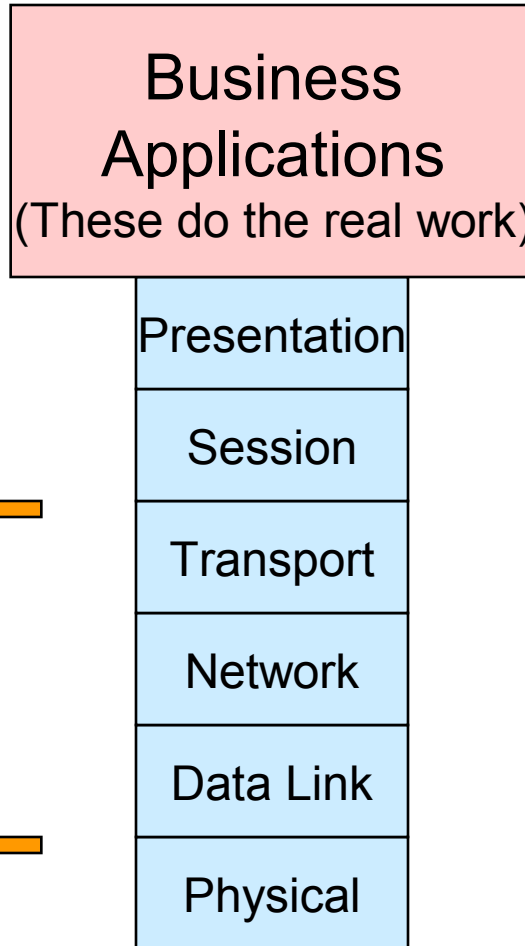 Business
Applications
(These do the real work)
Presentation
Session
Transport
Network
Data Link
Physical